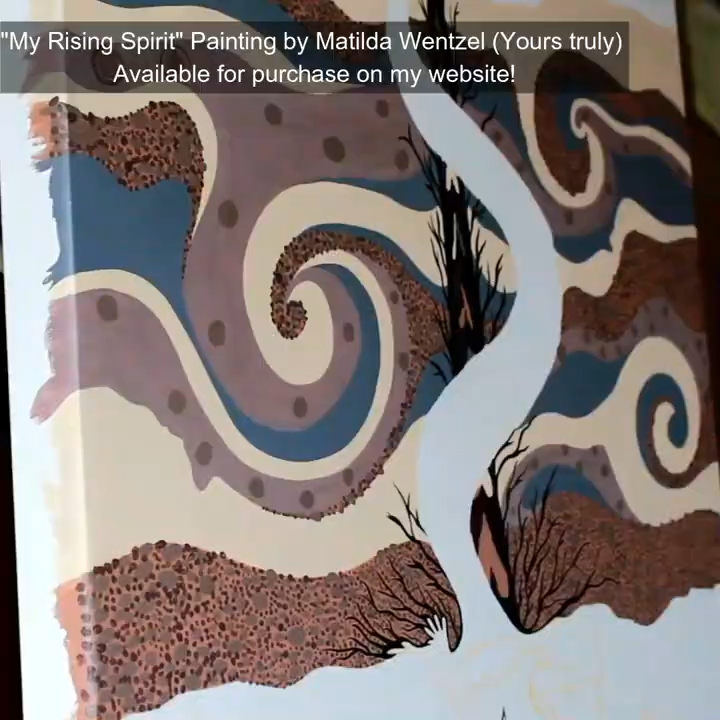 "My Rising Spirit" Painting by Matilda Wentzel (Yours truly)
Available for purchase on my website!